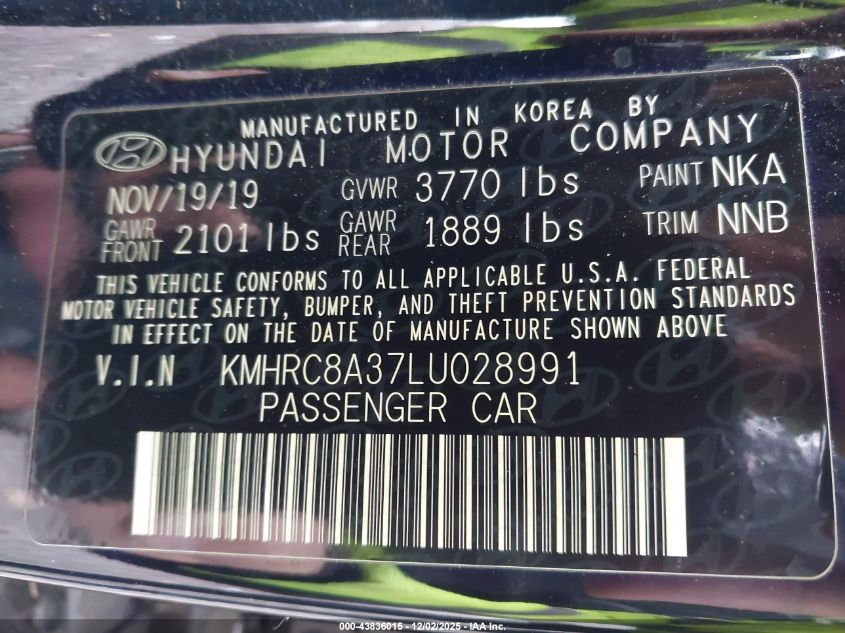 MANUFACTURED IN KOREA BY
HYUNDAI MOTOR COMPANY
NOV/19/19 GVWR 3770 lbs PAINT NKA
GAWR FRONT 2101 lbs GAWR REAR 1889 lbs TRIM NNB
THIS VEHICLE CONFORMS TO ALL APPLICABLE U.S.A. FEDERAL
MOTOR VEHICLE SAFETY, BUMPER, AND THEFT PREVENTION STANDARDS
IN EFFECT ON THE DATE OF MANUFACTURE SHOWN ABOVE
V.I.N KMHRC8A37LU028991
PASSENGER CAR
000-43836015 - 12/02/2025 - IAA Inc.